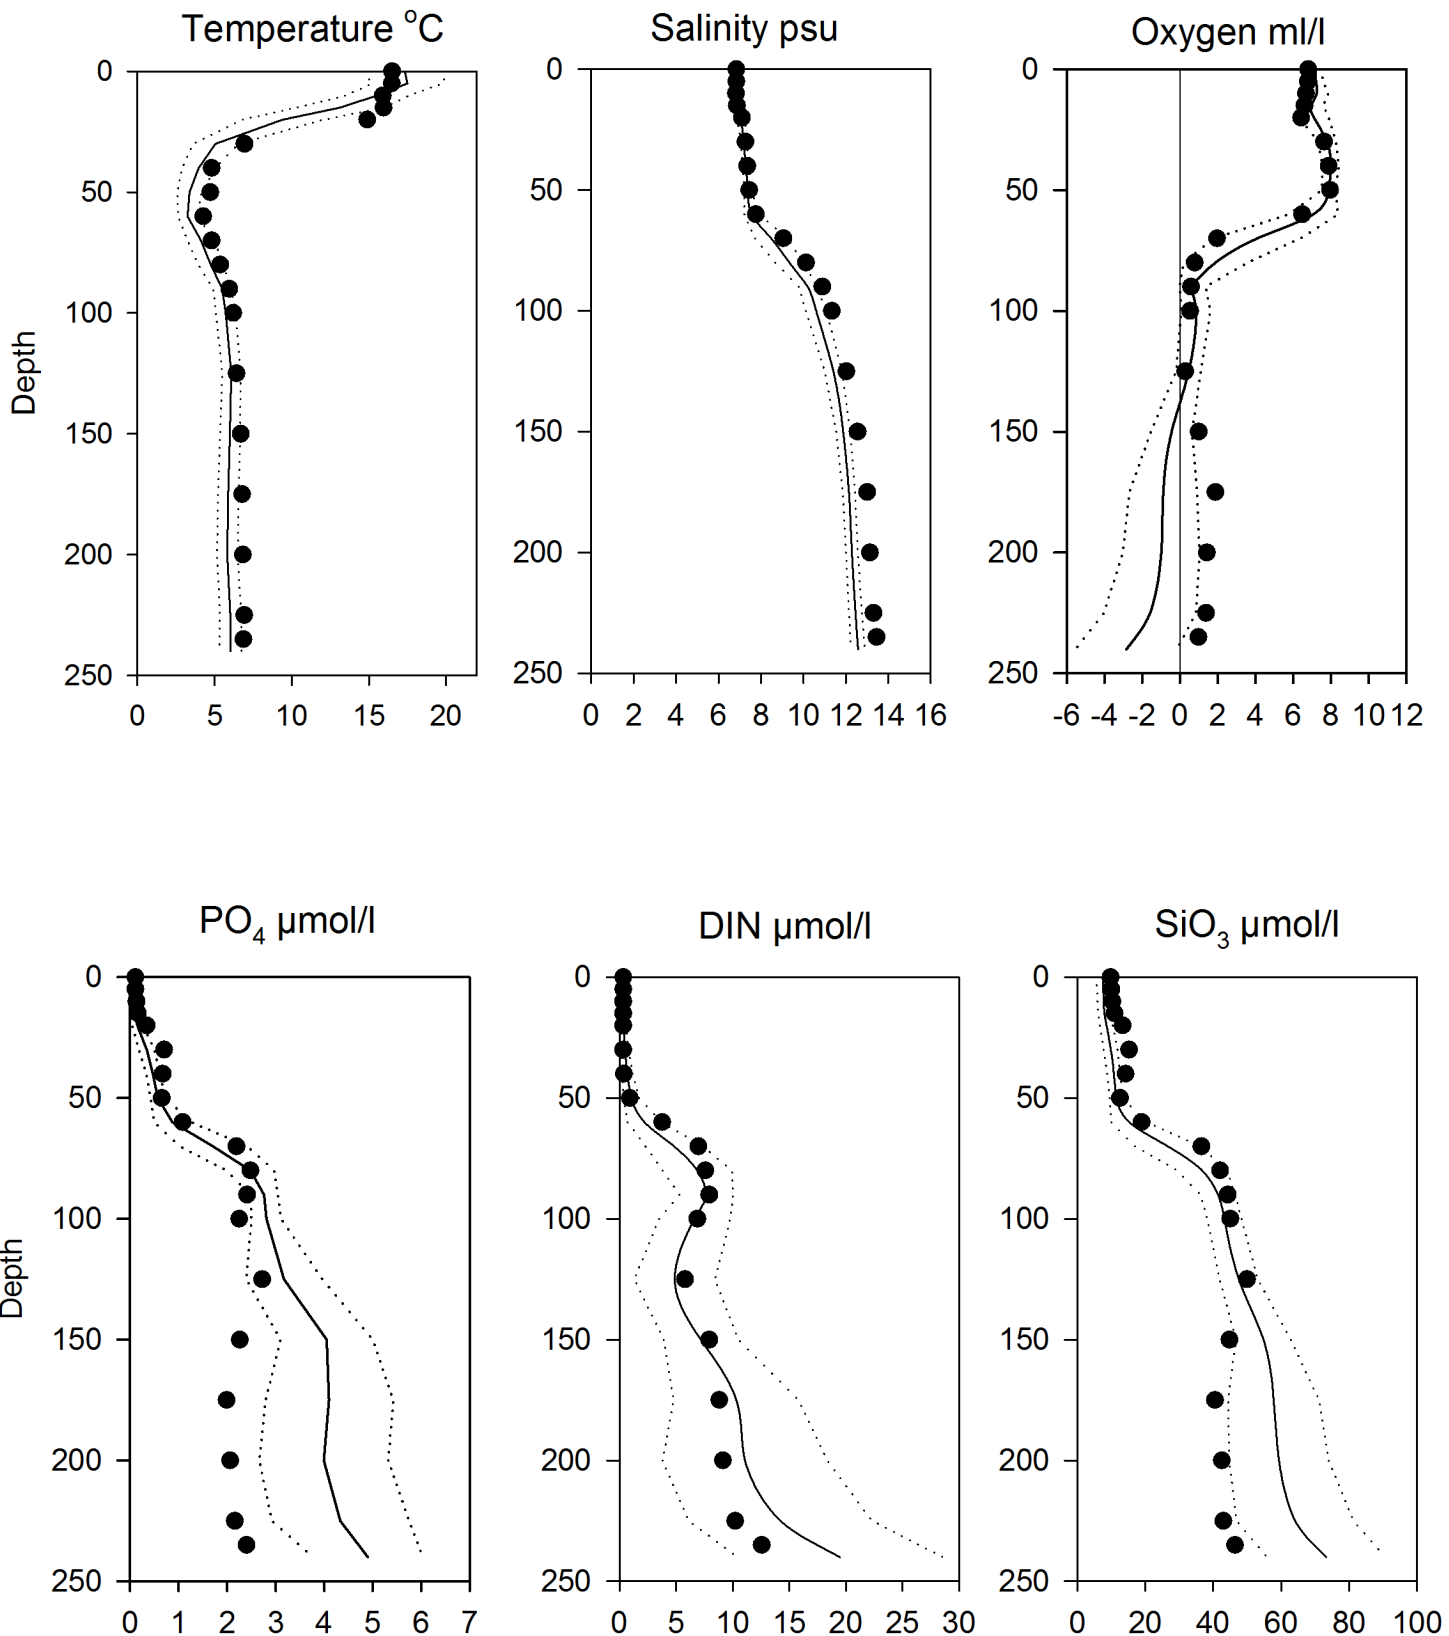 Temperature °C
Salinity psu
Oxygen ml/l
0
50
100
150
200
250
Depth
0 5 10 15 20
0
50
100
150
200
250
0 2 4 6 8 10 12 14 16
0
50
100
150
200
250
-6 -4 -2 0 2 4 6 8 10 12
PO4 µmol/l
DIN µmol/l
SiO3 µmol/l
0
50
100
150
200
250
Depth
0 1 2 3 4 5 6 7
0
50
100
150
200
250
0 5 10 15 20 25 30
0
50
100
150
200
250
0 20 40 60 80 100